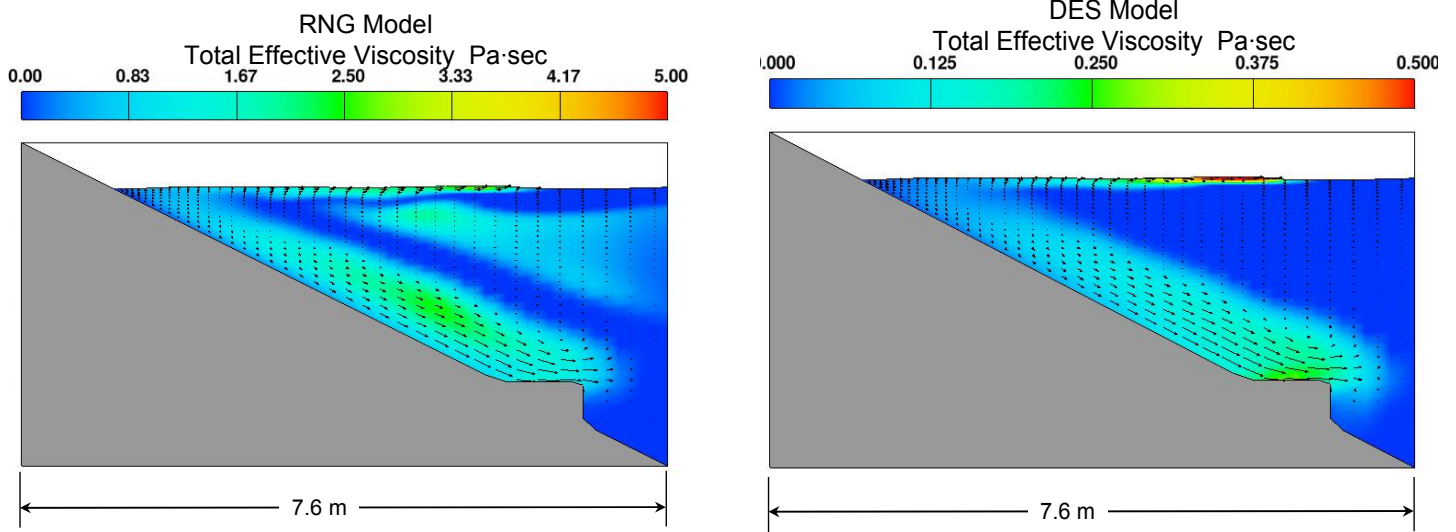 RNG Model
Total Effective Viscosity Pa·sec
0.00 0.83 1.67 2.50 3.33 4.17 5.00
7.6 m
DES Model
Total Effective Viscosity Pa·sec
.000 0.125 0.250 0.375 0.500
7.6 m